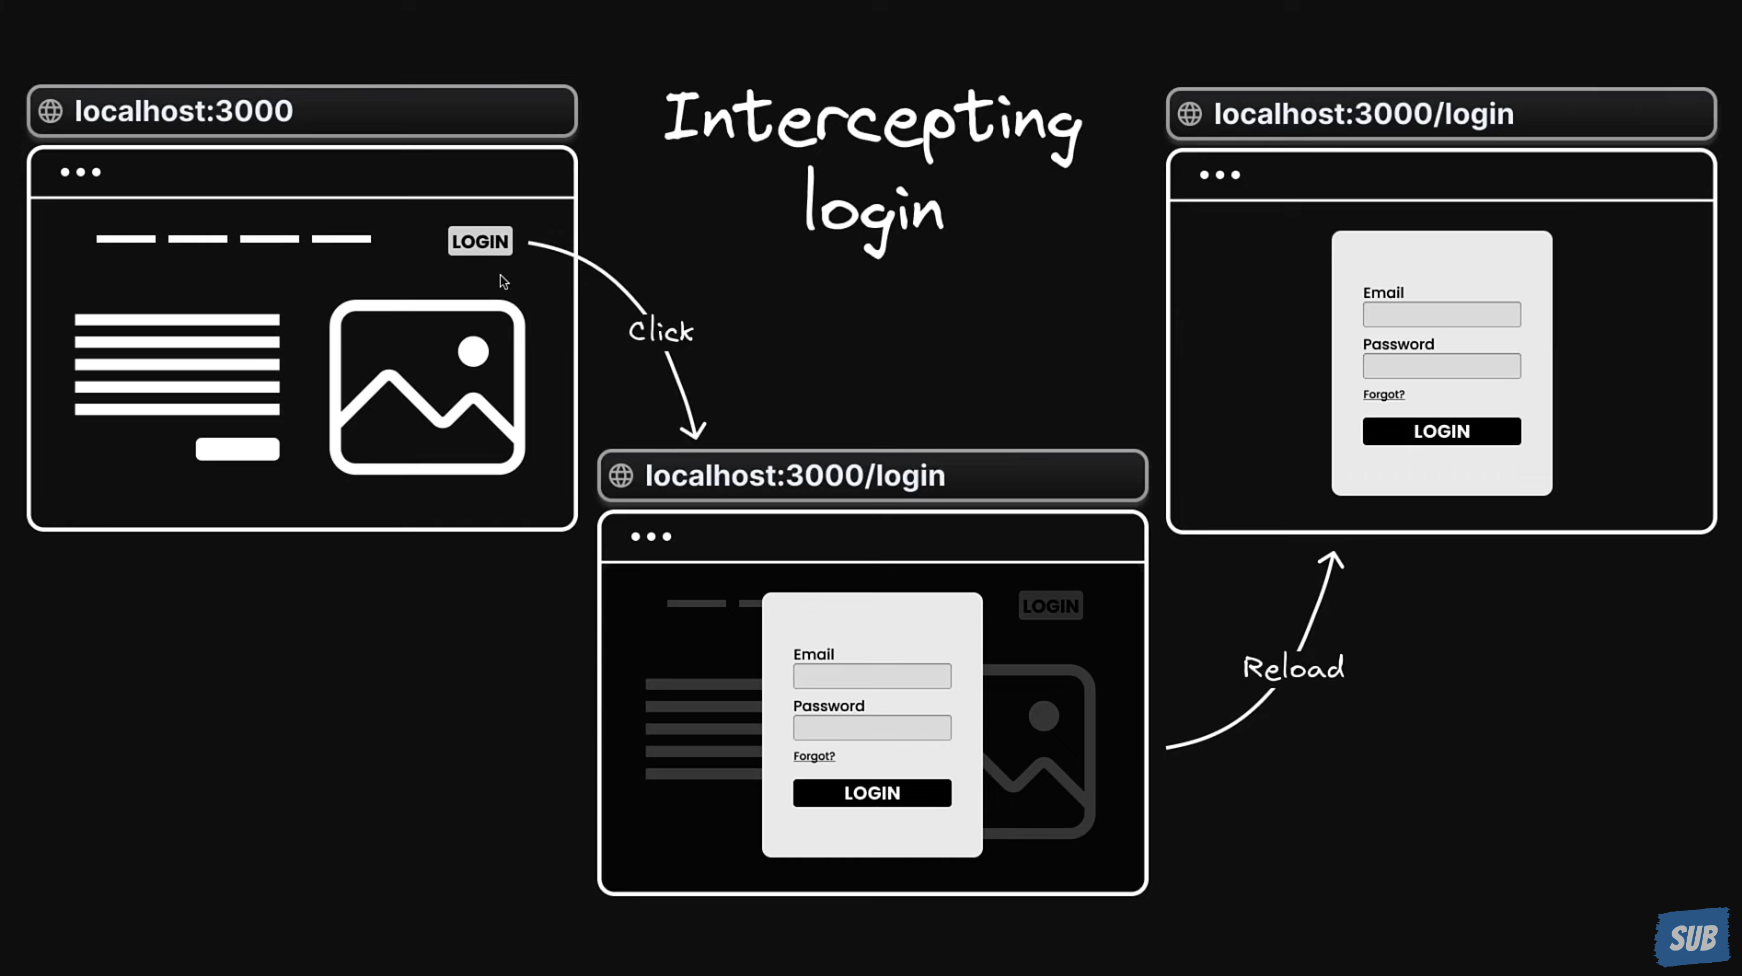 localhost:3000
LOGIN
Intercepting
login
Click
localhost:3000/login
LOGIN
Email
Password
Forgot?
LOGIN
Reload
localhost:3000/login
Email
Password
Forgot?
LOGIN
SUB